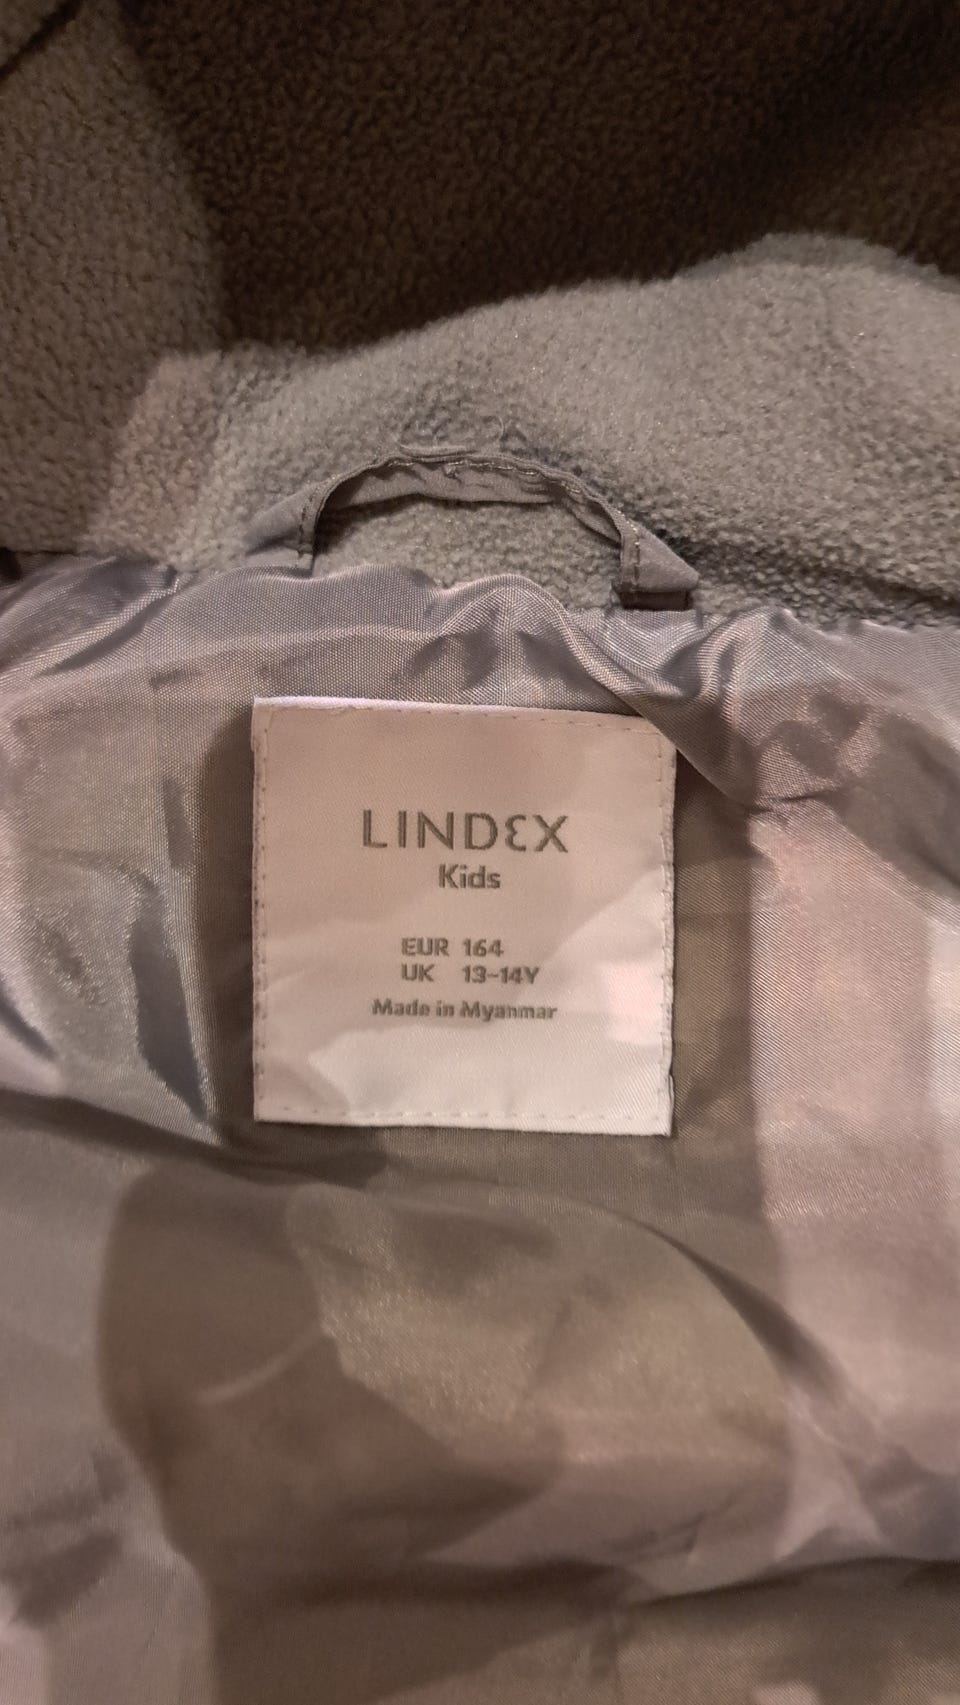 LINDEX
Kids
EUR 164
UK 13-14Y
Made in Myanmar